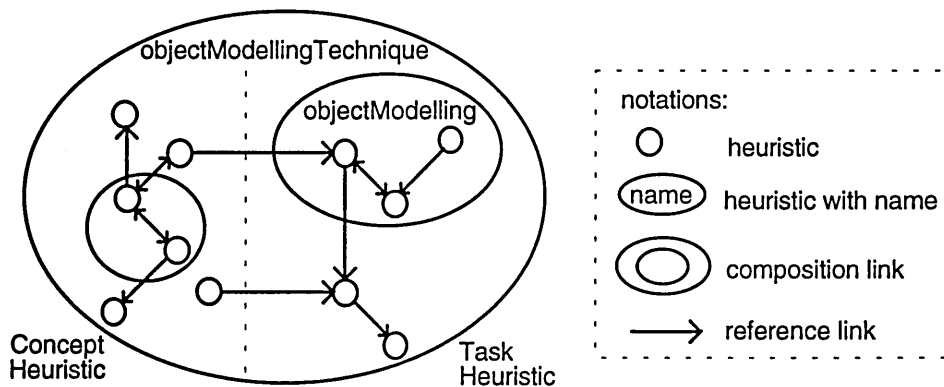 objectModellingTechnique
objectModelling
Concept
Heuristic
Task
Heuristic
notations:
heuristic
name
heuristic with name
composition link
reference link